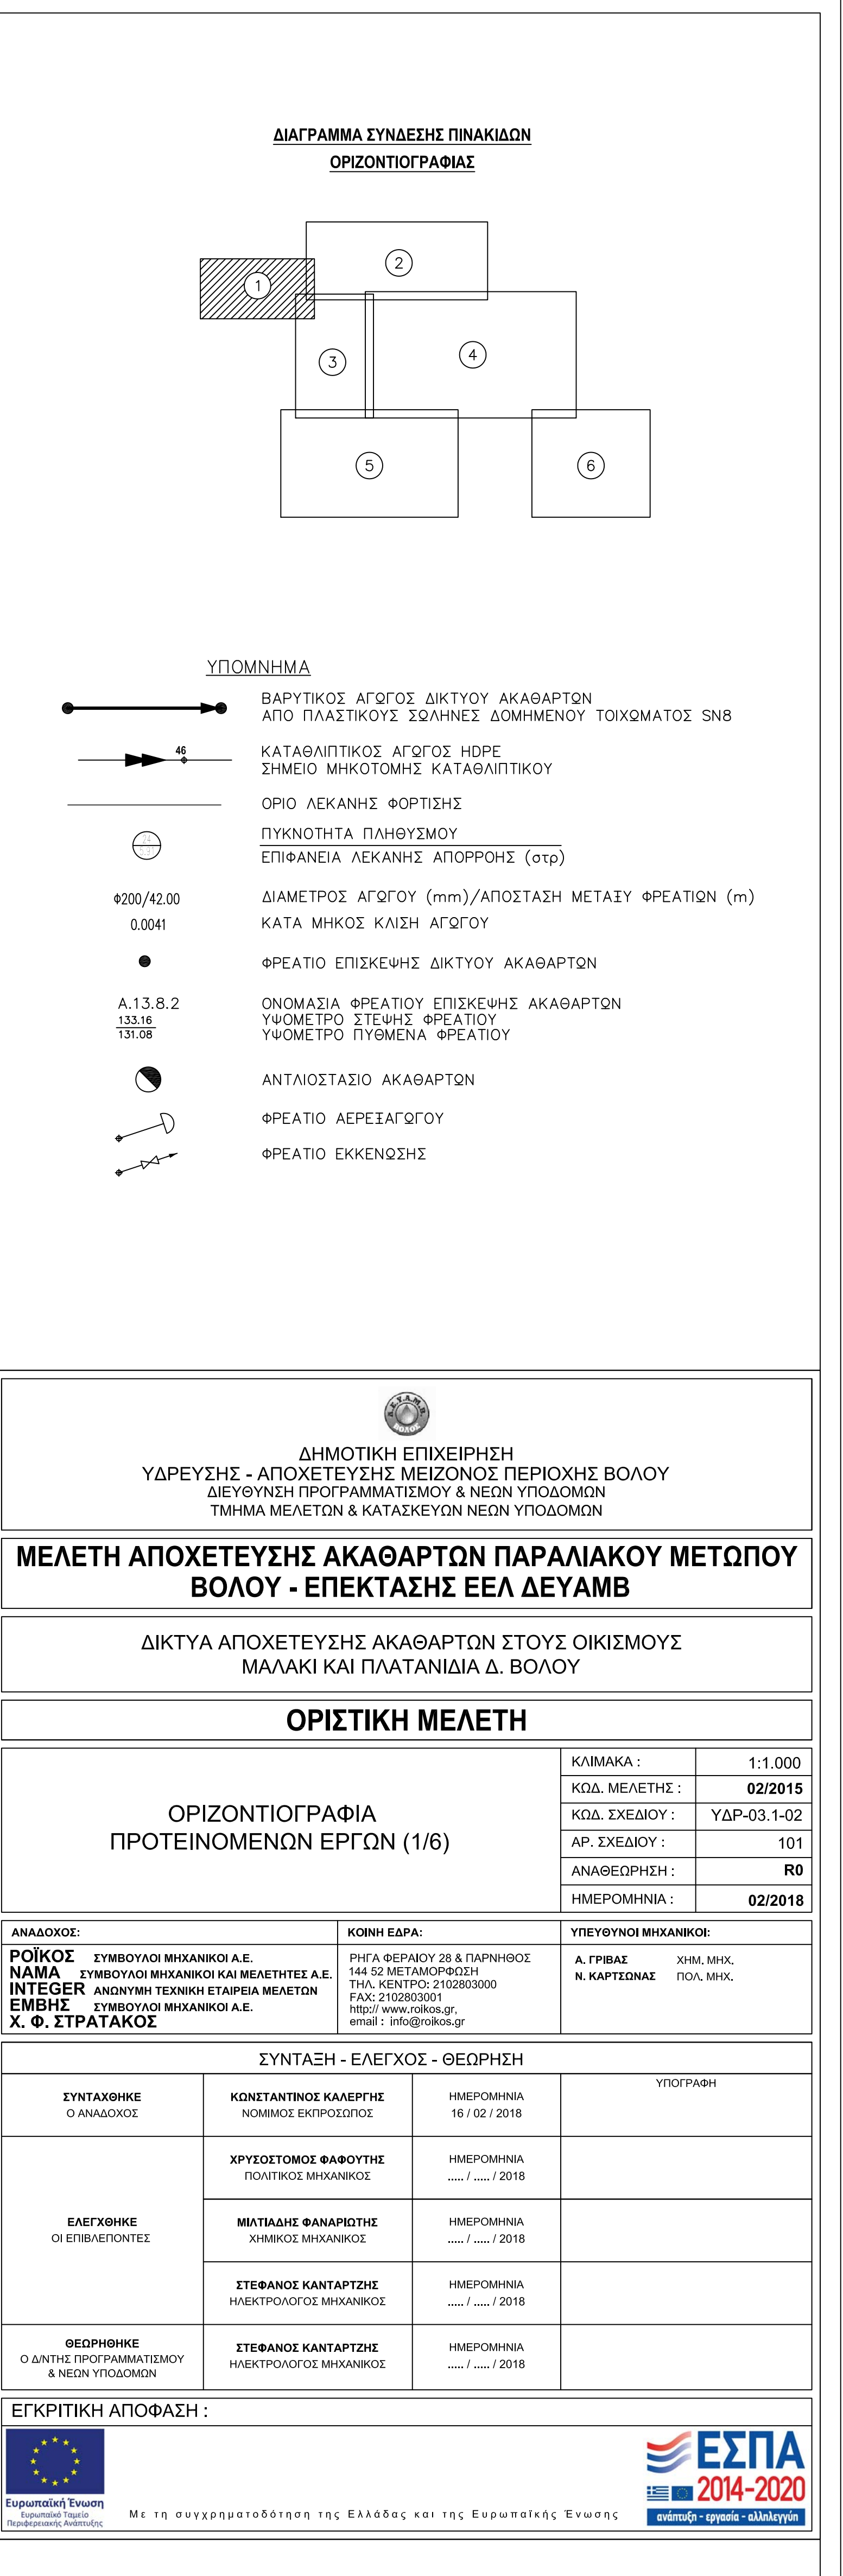 ΔΙΑΓΡΑΜΜΑ ΣΥΝΔΕΣΗΣ ΠΙΝΑΚΙΔΩΝ
ΟΡΙΖΟΝΤΙΟΓΡΑΦΙΑΣ
1
2
3
4
5
6
ΥΠΟΜΝΗΜΑ
ΒΑΡΥΤΙΚΟΣ ΑΓΩΓΟΣ ΔΙΚΤΥΟΥ ΑΚΑΘΑΡΤΩΝ
ΑΠΟ ΠΛΑΣΤΙΚΟΥΣ ΣΩΛΗΝΕΣ ΔΟΜΗΜΕΝΟΥ ΤΟΙΧΩΜΑΤΟΣ SN8
46
ΚΑΤΑΘΛΙΠΤΙΚΟΣ ΑΓΩΓΟΣ HDPE
ΣΗΜΕΙΟ ΜΗΚΟΤΟΜΗΣ ΚΑΤΑΘΛΙΠΤΙΚΟΥ
ΟΡΙΟ ΛΕΚΑΝΗΣ ΦΟΡΤΙΣΗΣ
ΠΥΚΝΟΤΗΤΑ ΠΛΗΘΥΣΜΟΥ
ΕΠΙΦΑΝΕΙΑ ΛΕΚΑΝΗΣ ΑΠΟΡΡΟΗΣ (στρ)
Φ200/42.00 ΔΙΑΜΕΤΡΟΣ ΑΓΩΓΟΥ (mm)/ΑΠΟΣΤΑΣΗ ΜΕΤΑΞΥ ΦΡΕΑΤΙΩΝ (m)
0.0041 ΚΑΤΑ ΜΗΚΟΣ ΚΛΙΣΗ ΑΓΩΓΟΥ
ΦΡΕΑΤΙΟ ΕΠΙΣΚΕΨΗΣ ΔΙΚΤΥΟΥ ΑΚΑΘΑΡΤΩΝ
Α.13.8.2 ΟΝΟΜΑΣΙΑ ΦΡΕΑΤΙΟΥ ΕΠΙΣΚΕΨΗΣ ΑΚΑΘΑΡΤΩΝ
133.16 ΥΨΟΜΕΤΡΟ ΣΤΕΨΗΣ ΦΡΕΑΤΙΟΥ
131.08 ΥΨΟΜΕΤΡΟ ΠΥΘΜΕΝΑ ΦΡΕΑΤΙΟΥ
ΑΝΤΛΙΟΣΤΑΣΙΟ ΑΚΑΘΑΡΤΩΝ
ΦΡΕΑΤΙΟ ΑΕΡΕΞΑΓΩΓΟΥ
ΦΡΕΑΤΙΟ ΕΚΚΕΝΩΣΗΣ
Δ.Ε.Υ.Α.Μ.Β.
ΒΟΛΟΣ
ΔΗΜΟΤΙΚΗ ΕΠΙΧΕΙΡΗΣΗ
ΥΔΡΕΥΣΗΣ - ΑΠΟΧΕΤΕΥΣΗΣ ΜΕΙΖΟΝΟΣ ΠΕΡΙΟΧΗΣ ΒΟΛΟΥ
ΔΙΕΥΘΥΝΣΗ ΠΡΟΓΡΑΜΜΑΤΙΣΜΟΥ & ΝΕΩΝ ΥΠΟΔΟΜΩΝ
ΤΜΗΜΑ ΜΕΛΕΤΩΝ & ΚΑΤΑΣΚΕΥΩΝ ΝΕΩΝ ΥΠΟΔΟΜΩΝ
ΜΕΛΕΤΗ ΑΠΟΧΕΤΕΥΣΗΣ ΑΚΑΘΑΡΤΩΝ ΠΑΡΑΛΙΑΚΟΥ ΜΕΤΩΠΟΥ
ΒΟΛΟΥ - ΕΠΕΚΤΑΣΗΣ ΕΕΛ ΔΕΥΑΜΒ
ΔΙΚΤΥΑ ΑΠΟΧΕΤΕΥΣΗΣ ΑΚΑΘΑΡΤΩΝ ΣΤΟΥΣ ΟΙΚΙΣΜΟΥΣ
ΜΑΛΑΚΙ ΚΑΙ ΠΛΑΤΑΝΙΔΙΑ Δ. ΒΟΛΟΥ
ΟΡΙΣΤΙΚΗ ΜΕΛΕΤΗ
ΟΡΙΖΟΝΤΙΟΓΡΑΦΙΑ
ΠΡΟΤΕΙΝΟΜΕΝΩΝ ΕΡΓΩΝ (1/6)
ΚΛΙΜΑΚΑ : 1:1.000
ΚΩΔ. ΜΕΛΕΤΗΣ : 02/2015
ΚΩΔ. ΣΧΕΔΙΟΥ : ΥΔΡ-03.1-02
ΑΡ. ΣΧΕΔΙΟΥ : 101
ΑΝΑΘΕΩΡΗΣΗ : R0
ΗΜΕΡΟΜΗΝΙΑ : 02/2018
ΑΝΑΔΟΧΟΣ:
ΡΟΪΚΟΣ ΣΥΜΒΟΥΛΟΙ ΜΗΧΑΝΙΚΟΙ Α.Ε.
ΝΑΜΑ ΣΥΜΒΟΥΛΟΙ ΜΗΧΑΝΙΚΟΙ ΚΑΙ ΜΕΛΕΤΗΤΕΣ Α.Ε.
INTEGER ΑΝΩΝΥΜΗ ΤΕΧΝΙΚΗ ΕΤΑΙΡΕΙΑ ΜΕΛΕΤΩΝ
ΕΜΒΗΣ ΣΥΜΒΟΥΛΟΙ ΜΗΧΑΝΙΚΟΙ Α.Ε.
Χ. Φ. ΣΤΡΑΤΑΚΟΣ
ΚΟΙΝΗ ΕΔΡΑ:
ΡΗΓΑ ΦΕΡΑΙΟΥ 28 & ΠΑΡΝΗΘΟΣ
144 52 ΜΕΤΑΜΟΡΦΩΣΗ
ΤΗΛ. ΚΕΝΤΡΟ: 2102803000
FAX: 2102803001
http:// www.roikos.gr,
email : info@roikos.gr
ΥΠΕΥΘΥΝΟΙ ΜΗΧΑΝΙΚΟΙ:
Α. ΓΡΙΒΑΣ ΧΗΜ. ΜΗΧ.
Ν. ΚΑΡΤΣΩΝΑΣ ΠΟΛ. ΜΗΧ.
ΣΥΝΤΑΞΗ - ΕΛΕΓΧΟΣ - ΘΕΩΡΗΣΗ
ΥΠΟΓΡΑΦΗ
ΣΥΝΤΑΧΘΗΚΕ
Ο ΑΝΑΔΟΧΟΣ
ΚΩΝΣΤΑΝΤΙΝΟΣ ΚΑΛΕΡΓΗΣ
ΝΟΜΙΜΟΣ ΕΚΠΡΟΣΩΠΟΣ
ΗΜΕΡΟΜΗΝΙΑ
16 / 02 / 2018
ΕΛΕΓΧΘΗΚΕ
ΟΙ ΕΠΙΒΛΕΠΟΝΤΕΣ
ΧΡΥΣΟΣΤΟΜΟΣ ΦΑΦΟΥΤΗΣ
ΠΟΛΙΤΙΚΟΣ ΜΗΧΑΝΙΚΟΣ
ΗΜΕΡΟΜΗΝΙΑ
..... / ..... / 2018
ΜΙΛΤΙΑΔΗΣ ΦΑΝΑΡΙΩΤΗΣ
ΧΗΜΙΚΟΣ ΜΗΧΑΝΙΚΟΣ
ΗΜΕΡΟΜΗΝΙΑ
..... / ..... / 2018
ΣΤΕΦΑΝΟΣ ΚΑΝΤΑΡΤΖΗΣ
ΗΛΕΚΤΡΟΛΟΓΟΣ ΜΗΧΑΝΙΚΟΣ
ΗΜΕΡΟΜΗΝΙΑ
..... / ..... / 2018
ΘΕΩΡΗΘΗΚΕ
Ο Δ/ΝΤΗΣ ΠΡΟΓΡΑΜΜΑΤΙΣΜΟΥ
& ΝΕΩΝ ΥΠΟΔΟΜΩΝ
ΣΤΕΦΑΝΟΣ ΚΑΝΤΑΡΤΖΗΣ
ΗΛΕΚΤΡΟΛΟΓΟΣ ΜΗΧΑΝΙΚΟΣ
ΗΜΕΡΟΜΗΝΙΑ
..... / ..... / 2018
ΕΓΚΡΙΤΙΚΗ ΑΠΟΦΑΣΗ :
Ευρωπαϊκή Ένωση
Ευρωπαϊκό Ταμείο
Περιφερειακής Ανάπτυξης
Με τη συγχρηματοδότηση της Ελλάδας και της Ευρωπαϊκής Ένωσης
ΕΣΠΑ
2014-2020
ανάπτυξη - εργασία - αλληλεγγύη